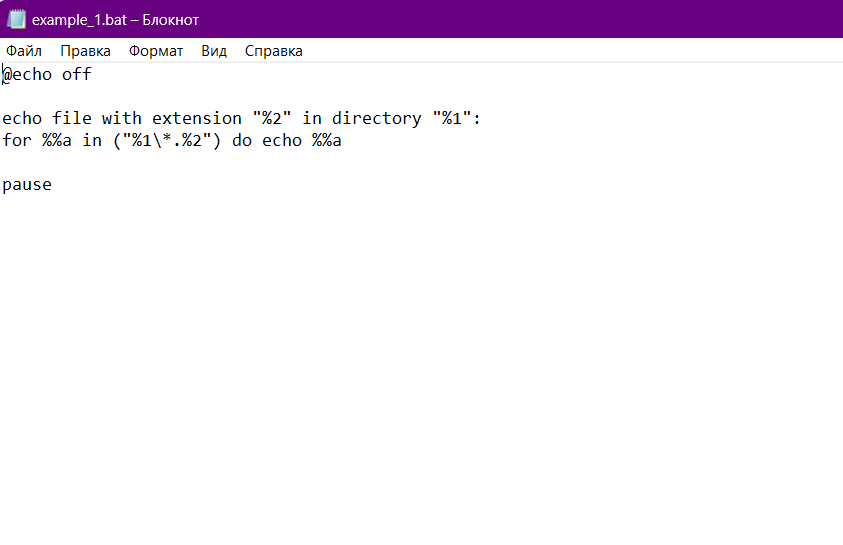 example_1.bat – Блокнот
Файл Правка Формат Вид Справка
@echo off
echo file with extension "%2" in directory "%1":
for %%a in ("%1\*.%2") do echo %%a
pause